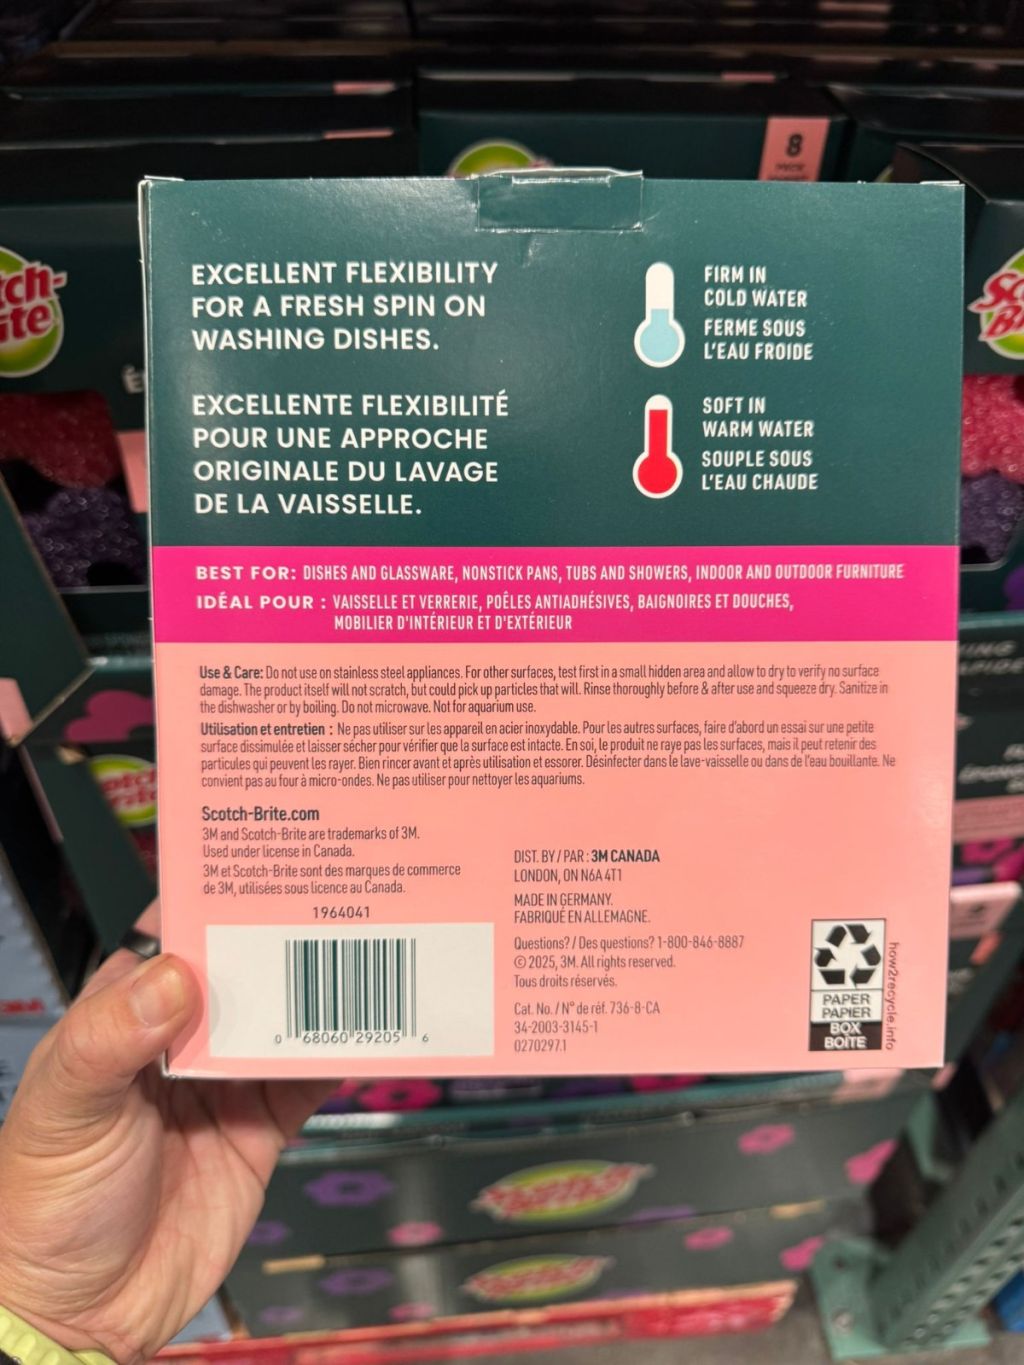 8
tch-
ite
EXCELLENT FLEXIBILITY
FOR A FRESH SPIN ON
WASHING DISHES.
FIRM IN
COLD WATER
FERME SOUS
L'EAU FROIDE
EXCELLENTE FLEXIBILITÉ
POUR UNE APPROCHE
ORIGINALE DU LAVAGE
DE LA VAISSELLE.
SOFT IN
WARM WATER
SOUPLE SOUS
L'EAU CHAUDE
BEST FOR: DISHES AND GLASSWARE, NONSTICK PANS, TUBS AND SHOWERS, INDOOR AND OUTDOOR FURNITURE
IDÉAL POUR : VAISSELLE ET VERRERIE, POÊLES ANTIADHÉSIVES, BAIGNOIRES ET DOUCHES,
MOBILIER D'INTÉRIEUR ET D'EXTÉRIEUR
Use & Care: Do not use on stainless steel appliances. For other surfaces, test first in a small hidden area and allow to dry to verify no surface
damage. The product itself will not scratch, but could pick up particles that will. Rinse thoroughly before & after use and squeeze dry. Sanitize in
the dishwasher or by boiling. Do not microwave. Not for aquarium use.
Utilisation et entretien : Ne pas utiliser sur les appareil en acier inoxydable. Pour les autres surfaces, faire d'abord un essai sur une petite
surface dissimulée et laisser sécher pour vérifier que la surface est intacte. En soi, le produit ne raye pas les surfaces, mais il peut retenir des
particules qui peuvent les rayer. Bien rincer avant et après utilisation et essorer. Désinfecter dans le lave-vaisselle ou dans de l'eau bouillante. Ne
convient pas au four à micro-ondes. Ne pas utiliser pour nettoyer les aquariums.
Scotch-Brite.com
3M and Scotch-Brite are trademarks of 3M.
Used under license in Canada.
3M et Scotch-Brite sont des marques de commerce
de 3M, utilisées sous licence au Canada.
1964041
0 68060 29205 6
DIST. BY / PAR : 3M CANADA
LONDON, ON N6A 4T1
MADE IN GERMANY.
FABRIQUÉ EN ALLEMAGNE.
Questions? / Des questions? 1-800-846-8887
© 2025, 3M. All rights reserved.
Tous droits réservés.
Cat. No. / N° de réf. 736-8-CA
34-2003-3145-1
0270297.1
PAPER
PAPIER
BOX
BOÎTE
how2recycle.info